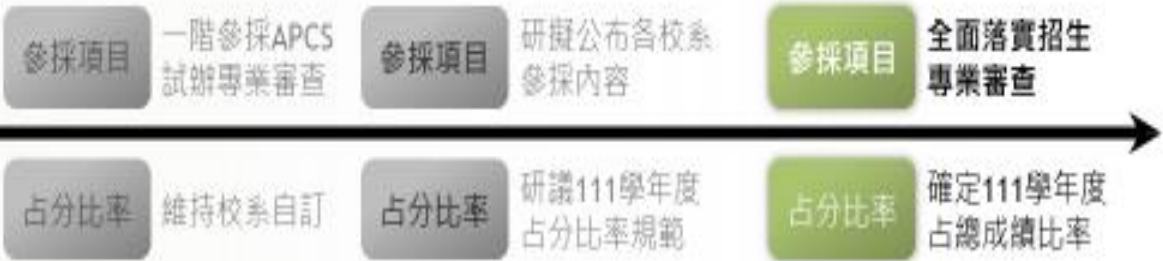 參採項目
一階參採APCS
試辦專業審查
參採項目
研擬公布各校系
參採內容
參採項目
全面落實招生
專業審查
占分比率
維持校系自訂
占分比率
研議111學年度
占分比率規範
占分比率
確定111學年度
占總成績比率